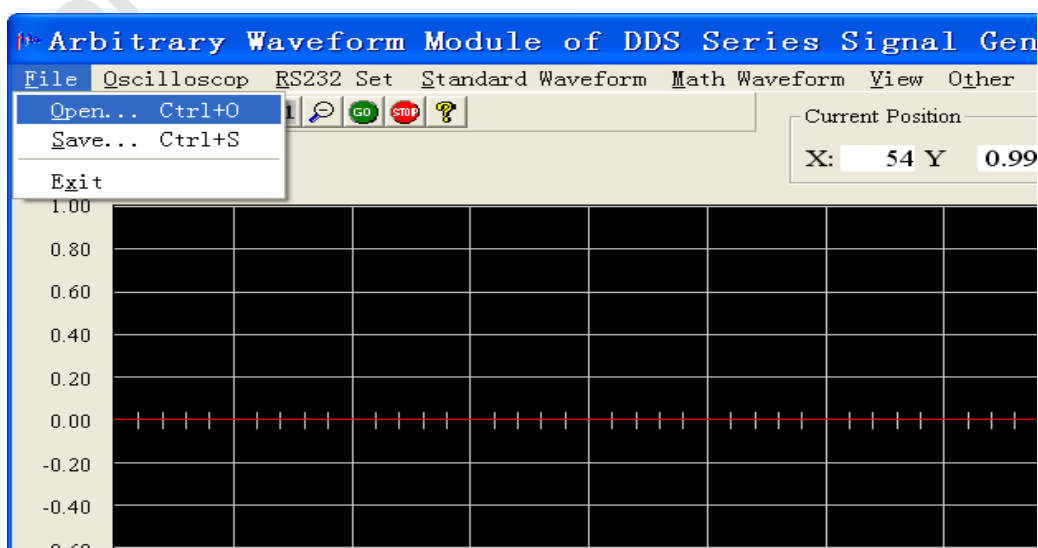 Arbitrary Waveform Module of DDS Series Signal Gen
File Oscilloscop RS232 Set Standard Waveform Math Waveform View Other
Open... Ctrl+O
Save... Ctrl+S
Exit
GO STOP ?
Current Position
X: 54 Y 0.99
1.00
0.80
0.60
0.40
0.20
0.00
-0.20
-0.40